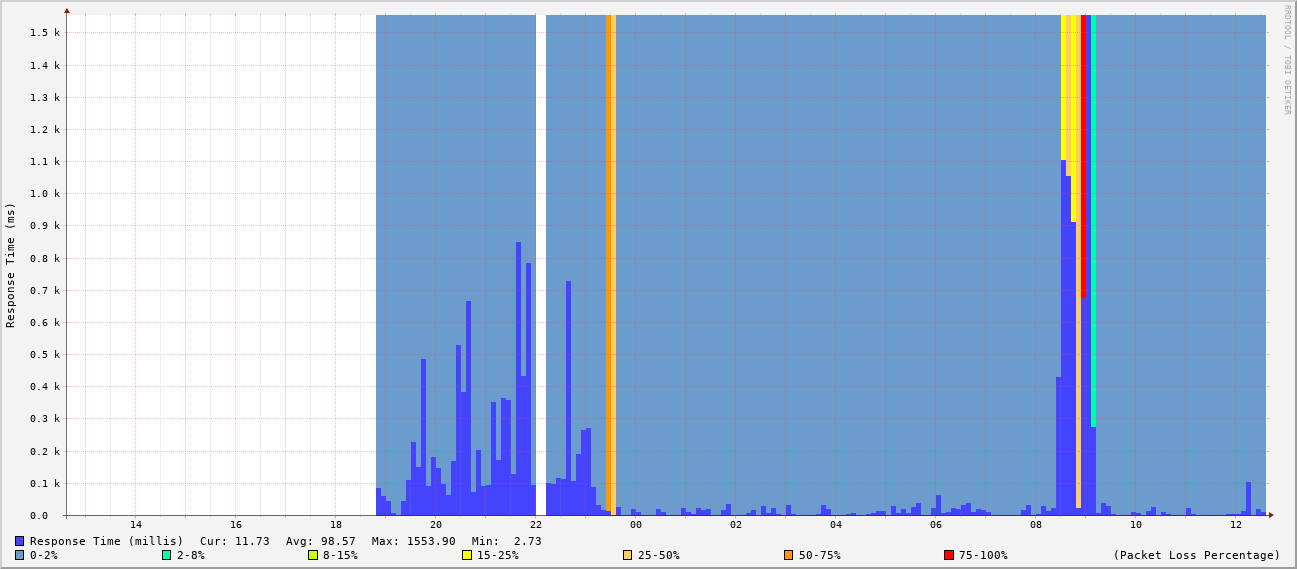 RRDTOOL / TOBI OETIKER
Response Time (ms)
1.5 k
1.4 k
1.3 k
1.2 k
1.1 k
1.0 k
0.9 k
0.8 k
0.7 k
0.6 k
0.5 k
0.4 k
0.3 k
0.2 k
0.1 k
0.0
14 16 18 20 22 00 02 04 06 08 10 12
Response Time (millis) Cur: 11.73 Avg: 98.57 Max: 1553.90 Min: 2.73
0-2% 2-8% 8-15% 15-25% 25-50% 50-75% 75-100% (Packet Loss Percentage)